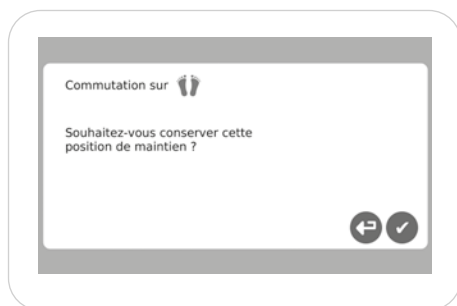 Commutation sur
Souhaitez-vous conserver cette
position de maintien ?